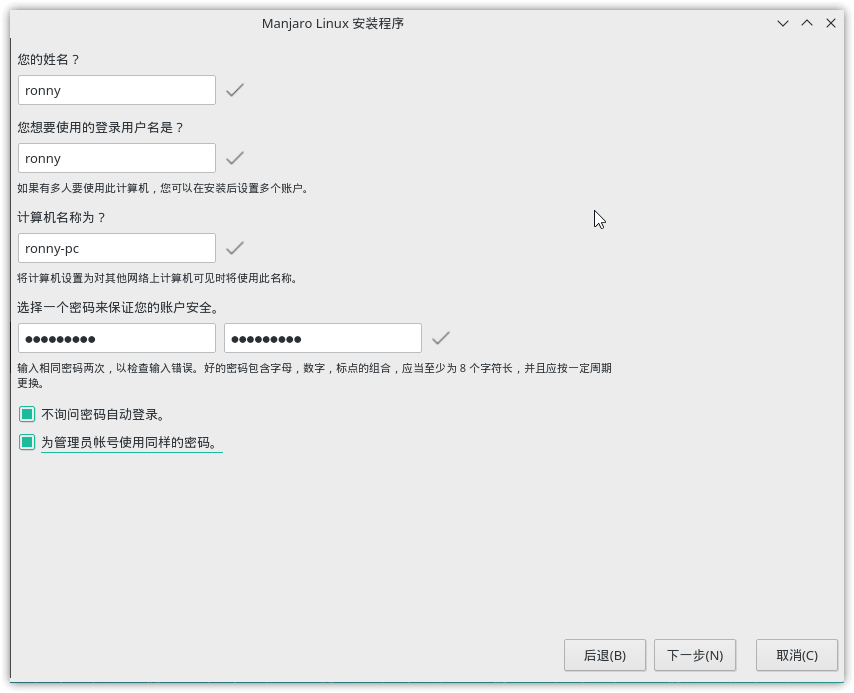 Manjaro Linux 安装程序
您的姓名？
ronny
您想要使用的登录用户名是？
ronny
如果有多人要使用此计算机，您可以在安装后设置多个账户。
计算机名称为？
ronny-pc
将计算机设置为对其他网络上计算机可见时将使用此名称。
选择一个密码来保证您的账户安全。
●●●●●●●●● ●●●●●●●●●
输入相同密码两次，以检查输入错误。好的密码包含字母，数字，标点的组合，应当至少为 8 个字符长，并且应按一定周期
更换。
不询问密码自动登录。
为管理员帐号使用同样的密码。
后退(B) 下一步(N) 取消(C)